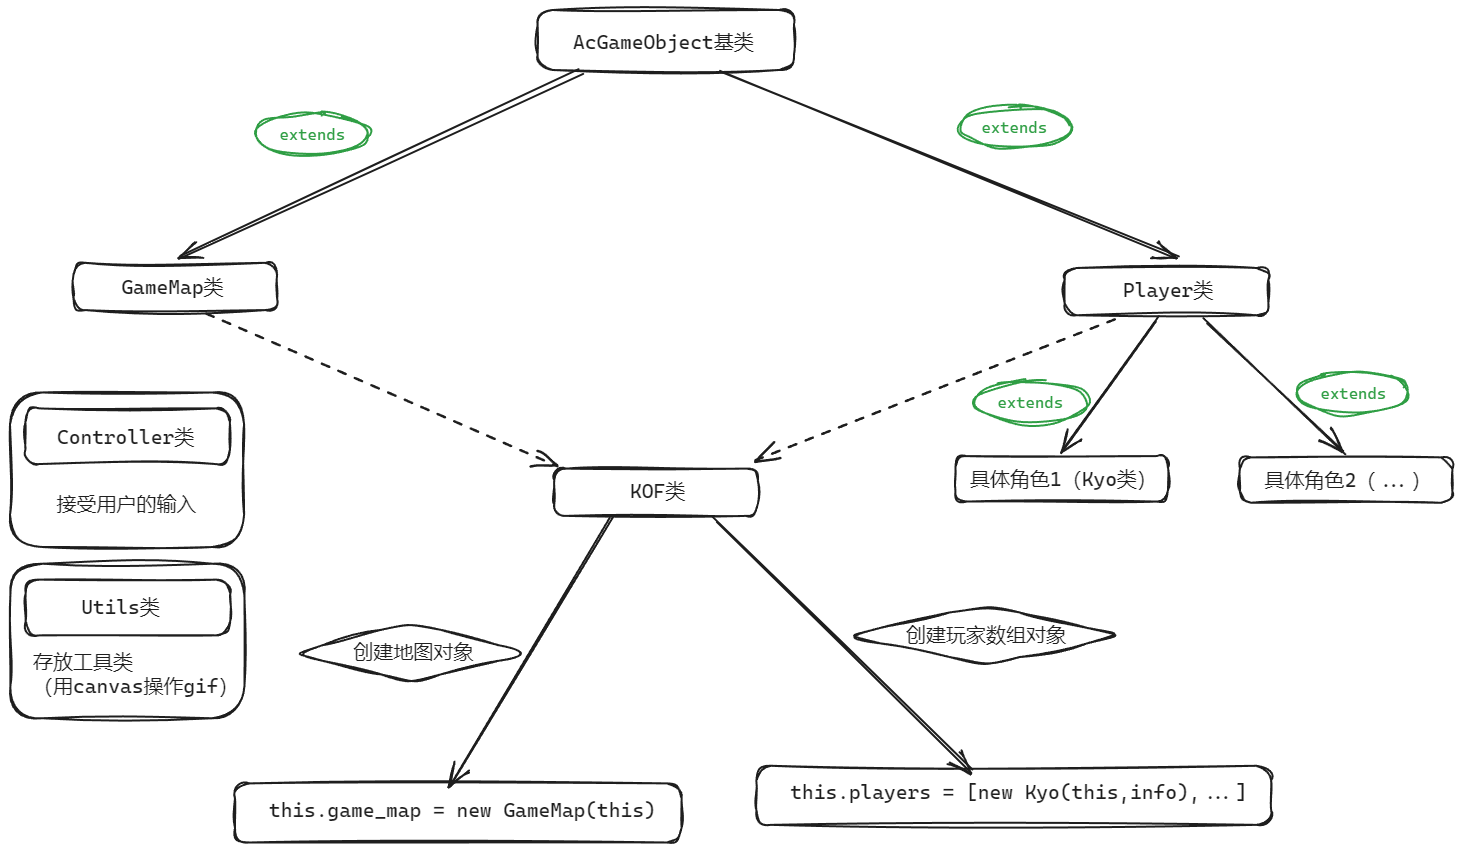 AcGameObject基类
extends
extends
GameMap类
Player类
extends
extends
Controller类
接受用户的输入
KOF类
具体角色1（Kyo类）
具体角色2（...）
Utils类
存放工具类
（用canvas操作gif）
创建地图对象
创建玩家数组对象
this.game_map = new GameMap(this)
this.players = [new Kyo(this,info),...]